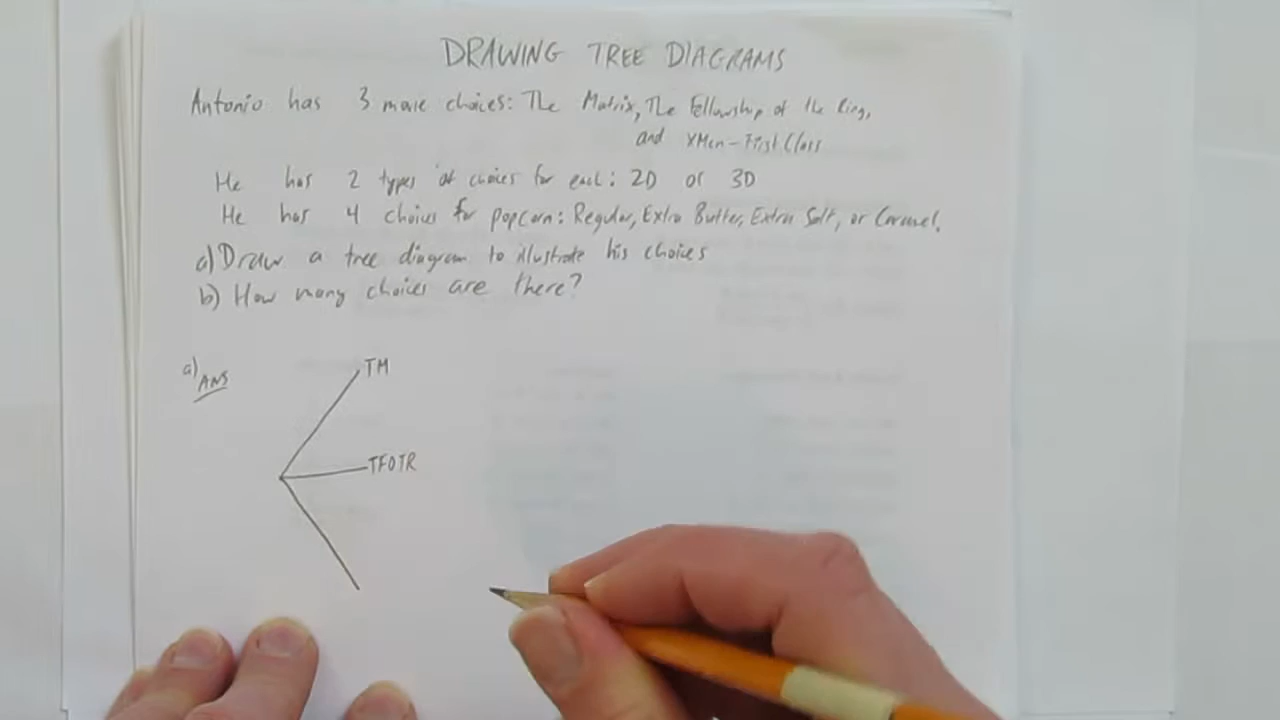 DRAWING TREE DIAGRAMS
Antonio has 3 movie choices: The Matrix, The Fellowship of the Ring,
and XMen-First Class
He has 2 types of choices for each: 2D or 3D
He has 4 choices for popcorn: Regular, Extra Butter, Extra Salt, or Caramel.
a) Draw a tree diagram to illustrate his choices
b) How many choices are there?
a) ANS
TM
TFOTR